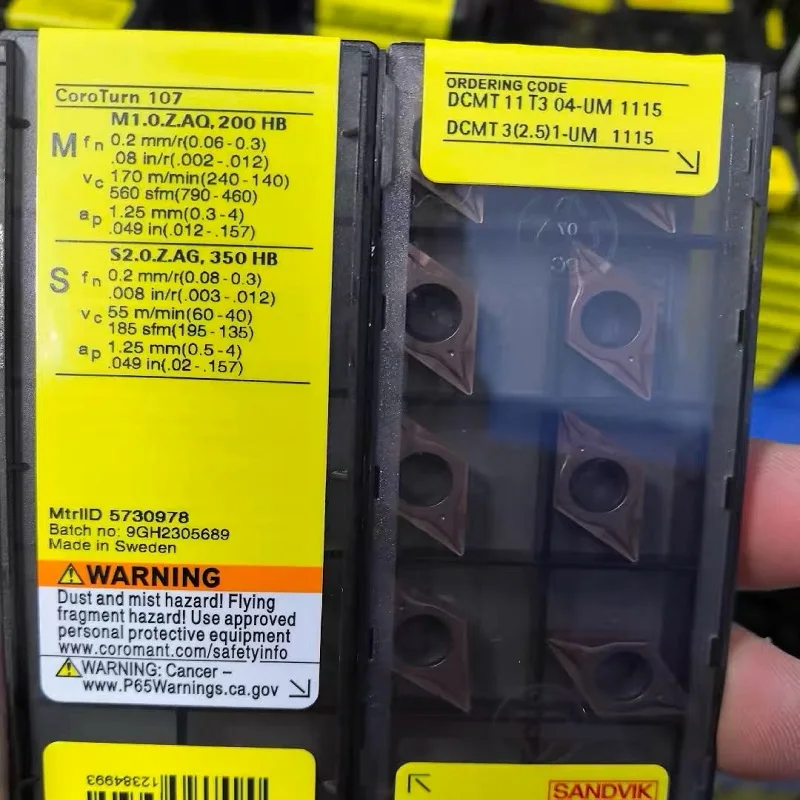 CoroTurn 107
M1.0.Z.AQ, 200 HB
M fn 0.2 mm/r(0.06-0.3)
.08 in/r(.002-.012)
vc 170 m/min(240-140)
560 sfm(790-460)
ap 1.25 mm(0.3-4)
.049 in(.012-.157)
S2.0.Z.AG, 350 HB
S fn 0.2 mm/r(0.08-0.3)
.008 in/r(.003-.012)
vc 55 m/min(60-40)
185 sfm(195-135)
ap 1.25 mm(0.5-4)
.049 in(.02-.157)
MtrlID 5730978
Batch no: 9GH2305689
Made in Sweden
⚠WARNING
Dust and mist hazard! Flying
fragment hazard! Use approved
personal protective equipment
www.coromant.com/safetyinfo
⚠WARNING: Cancer –
www.P65Warnings.ca.gov
12384993
ORDERING CODE
DCMT 11 T3 04-UM 1115
DCMT 3(2.5)1-UM 1115
SANDVIK